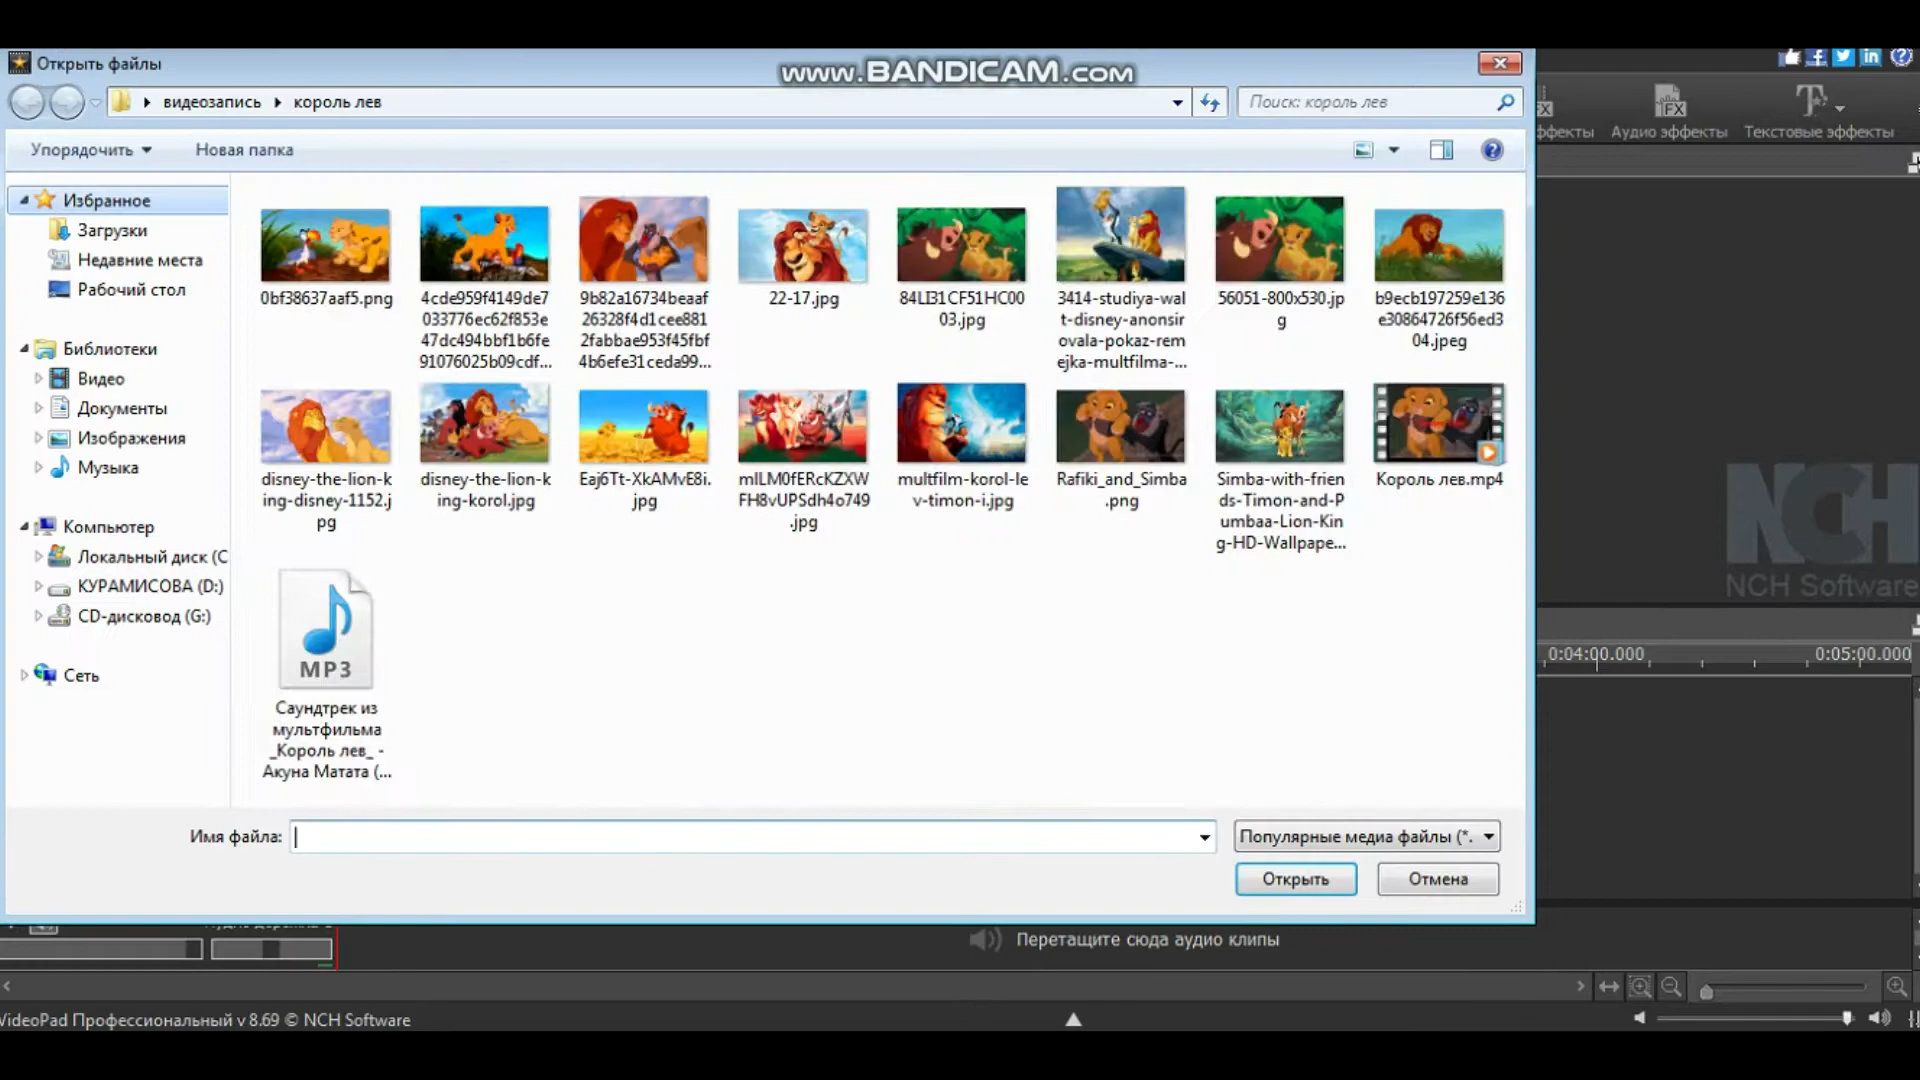 Открыть файлы
www.BANDICAM.com
видеозапись
король лев
Поиск: король лев
Упорядочить
Новая папка
Аудио эффекты
Текстовые эффекты
Избранное
Загрузки
Недавние места
Рабочий стол
Библиотеки
Видео
Документы
Изображения
Музыка
Компьютер
Локальный диск (C
КУРАМИСОВА (D:)
CD-дисковод (G:)
Сеть
0bf38637aaf5.png
4cde959f4149de7
033776ec62f853e
47dc494bbf1b6fe
91076025b09cdf...
9b82a16734beaaf
26328f4d1cee881
2fabbae953f45fbf
4b6efe31ceda99...
22-17.jpg
84LI31CF51HC00
03.jpg
3414-studiya-wal
t-disney-anonsir
ovala-pokaz-rem
ejka-multfilma-...
56051-800x530.jp
g
b9ecb197259e136
e30864726f56ed3
04.jpeg
disney-the-lion-k
ing-disney-1152.j
pg
disney-the-lion-k
ing-korol.jpg
Eaj6Tt-XkAMvE8i.
jpg
mILM0fERcKZXW
FH8vUPSdh4o749
.jpg
multfilm-korol-le
v-timon-i.jpg
Rafiki_and_Simba
.png
Simba-with-frien
ds-Timon-and-P
umbaa-Lion-Kin
g-HD-Wallpape...
Король лев.mp4
MP3
Саундтрек из
мультфильма
_Король лев_ -
Акуна Матата (...
NCH
NCH Software
0:04:00.000
0:05:00.000
Имя файла:
Популярные медиа файлы (*.
Открыть
Отмена
Перетащите сюда аудио клипы
VideoPad Профессиональный v 8.69 © NCH Software